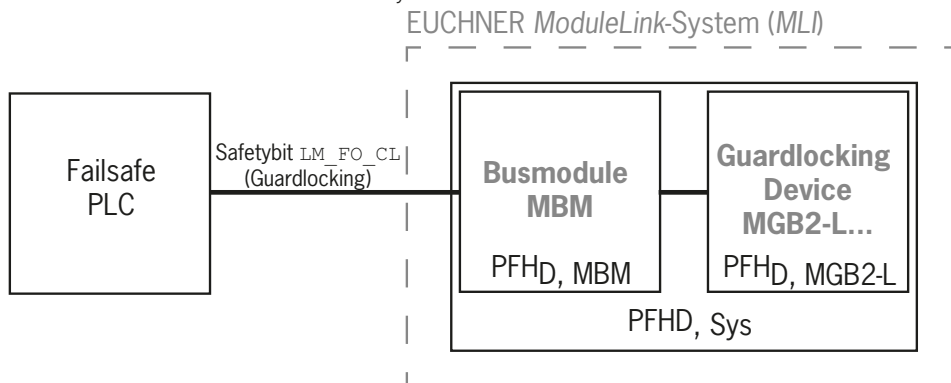 EUCHNER ModuleLink-System (MLI)
Failsafe
PLC
Safetybit LM_FO_CL
(Guardlocking)
Busmodule
MBM
PFHD, MBM
Guardlocking
Device
MGB2-L...
PFHD, MGB2-L
PFHD, Sys